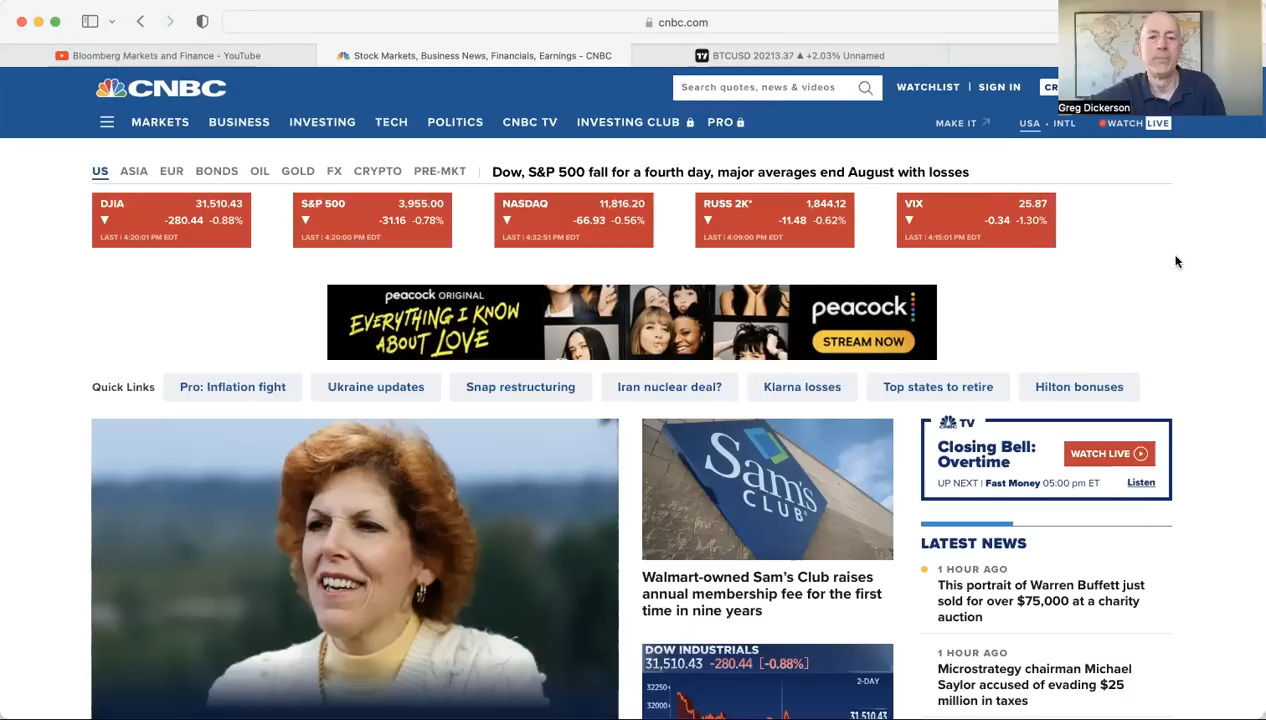 cnbc.com
Bloomberg Markets and Finance - YouTube
Stock Markets, Business News, Financials, Earnings - CNBC
BTCUSD 20213.37 ▲ +2.03% Unnamed
Greg Dickerson
CNBC
Search quotes, news & videos
WATCHLIST | SIGN IN
CR
MARKETS BUSINESS INVESTING TECH POLITICS CNBC TV INVESTING CLUB PRO
MAKE IT USA • INTL WATCH LIVE
US ASIA EUR BONDS OIL GOLD FX CRYPTO PRE-MKT
Dow, S&P 500 fall for a fourth day, major averages end August with losses
DJIA 31,510.43
▼ -280.44 -0.88%
LAST | 4:20:01 PM EDT
S&P 500 3,955.00
▼ -31.16 -0.78%
LAST | 4:20:00 PM EDT
NASDAQ 11,816.20
▼ -66.93 -0.56%
LAST | 4:32:51 PM EDT
RUSS 2K* 1,844.12
▼ -11.48 -0.62%
LAST | 4:09:00 PM EDT
VIX 25.87
▼ -0.34 -1.30%
LAST | 4:15:01 PM EDT
peacock ORIGINAL
EVERYTHING I KNOW
ABOUT LOVE
peacock
STREAM NOW
Quick Links
Pro: Inflation fight
Ukraine updates
Snap restructuring
Iran nuclear deal?
Klarna losses
Top states to retire
Hilton bonuses
Sam's
CLUB
Walmart-owned Sam's Club raises
annual membership fee for the first
time in nine years
DOW INDUSTRIALS
31,510.43 -280.44 [-0.88%]
2-DAY
32250
32000
31,510.43
CNBC TV
Closing Bell:
Overtime
WATCH LIVE
UP NEXT | Fast Money 05:00 pm ET
Listen
LATEST NEWS
1 HOUR AGO
This portrait of Warren Buffett just
sold for over $75,000 at a charity
auction
1 HOUR AGO
Microstrategy chairman Michael
Saylor accused of evading $25
million in taxes